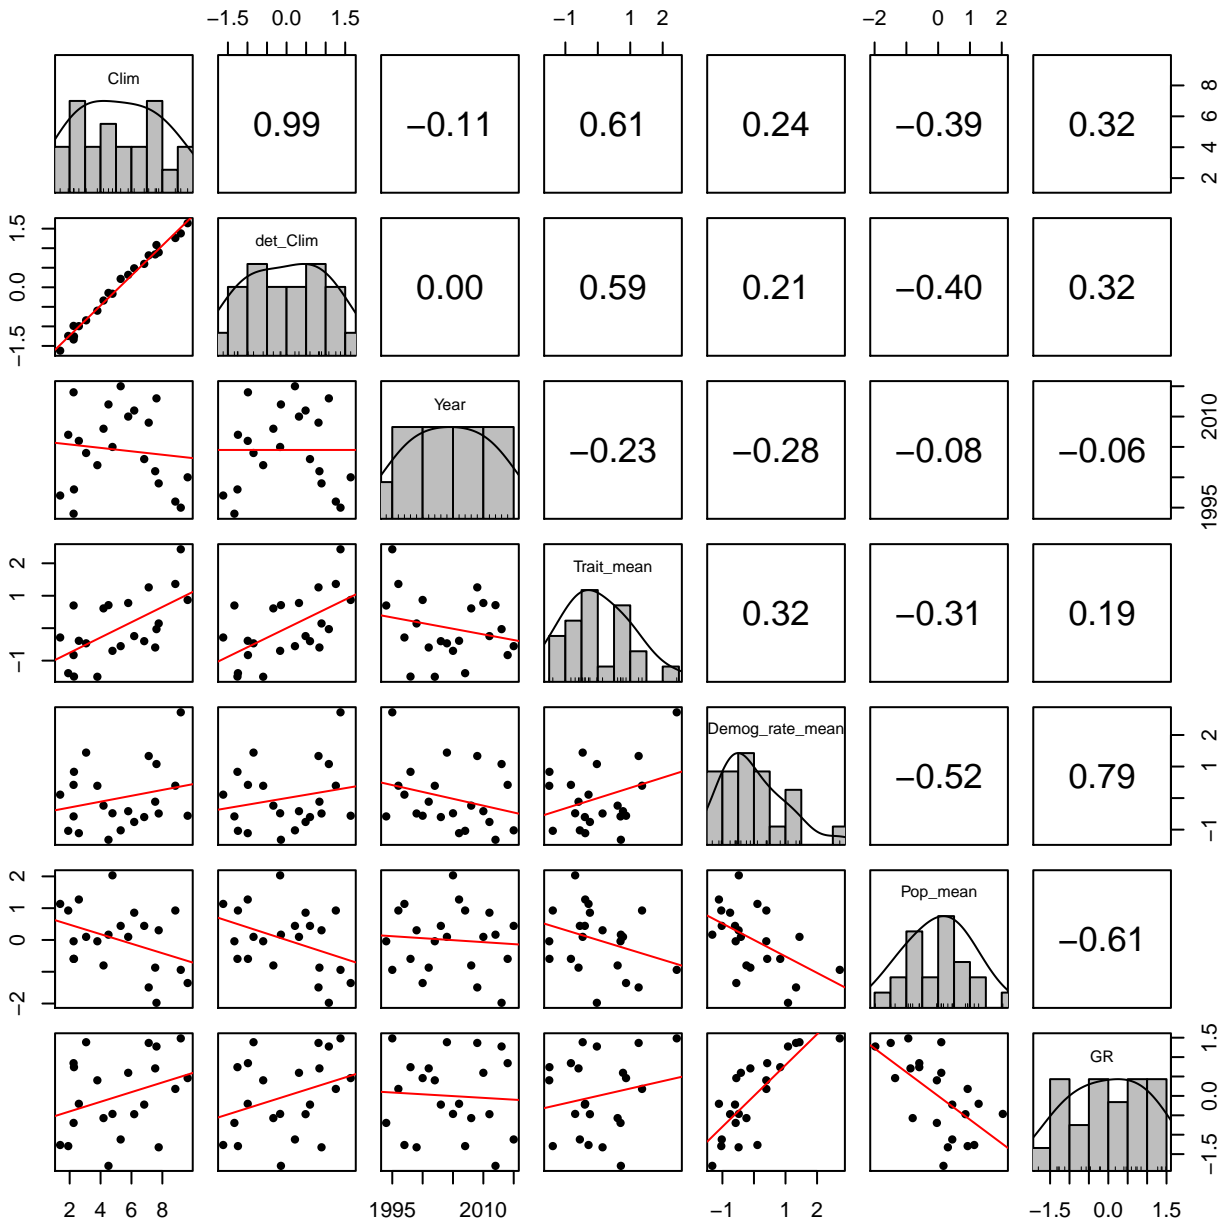 −1.5 0.0 1.5 −1 1 2 −2 0 1
Clim 0.99 −0.11 0.61 0.24 −0.39 0.32 2 4 6 8
−1.5 0.0 1.5 det_Clim 0.00 0.59 0.21 −0.40 0.32
Year −0.23 −0.28 −0.08 −0.06 1995 2010
−1 1 2 Trait_mean 0.32 −0.31 0.19
Demog_rate_mean −0.52 0.79 −1 1 2
−2 0 1 2 Pop_mean −0.61
GR −1.5 0.0 1.5
2 4 6 8 1995 2010 −1 1 2 −1.5 0.0 1.5